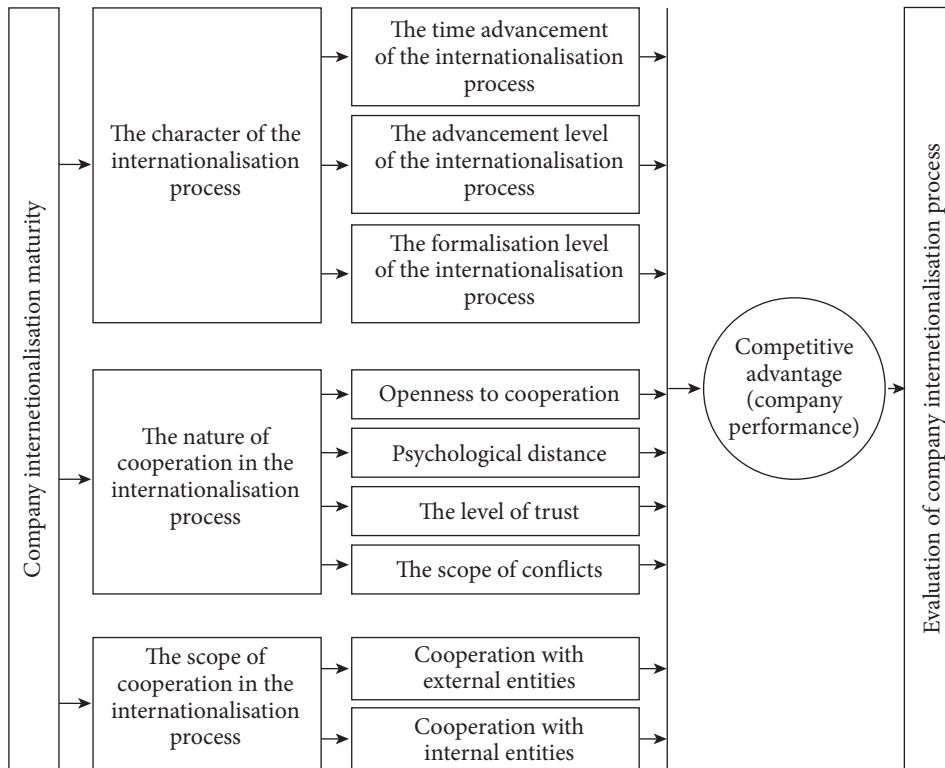 Company internetionalisation maturity
The character of the
internationalisation
process
The time advancement
of the internationalisation
process
The advancement level
of the internationalisation
process
The formalisation level
of the internationalisation
process
The nature of
cooperation in the
internationalisation
process
Openness to cooperation
Psychological distance
The level of trust
The scope of conflicts
The scope of
cooperation in the
internationalisation
process
Cooperation with
external entities
Cooperation with
internal entities
Competitive
advantage
(company
performance)
Evaluation of company internetionalisation process